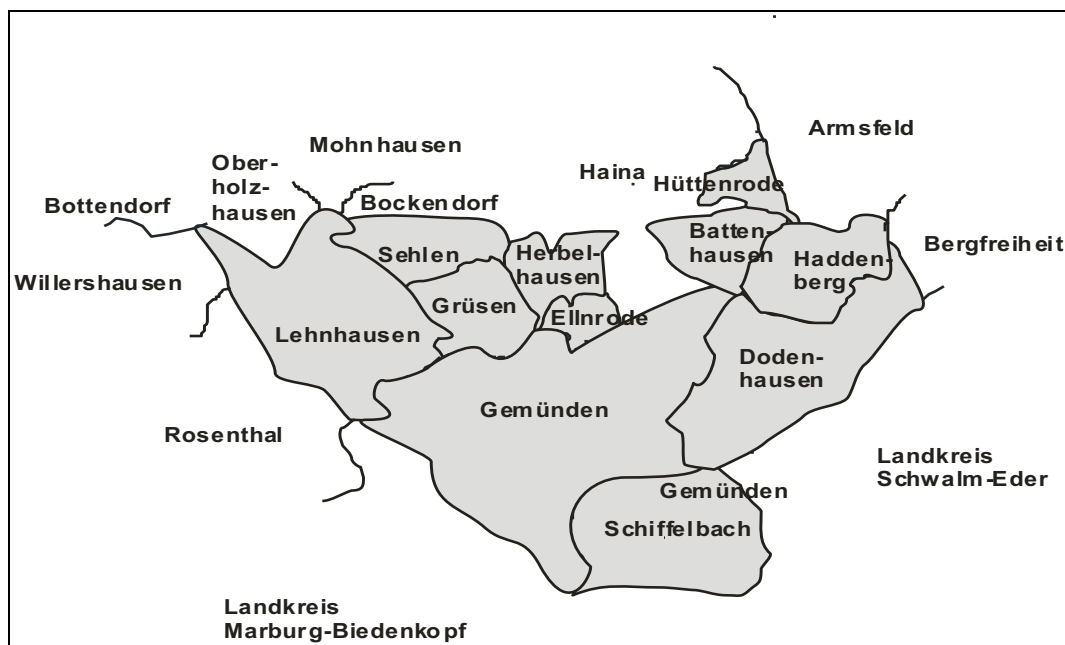 Armsfeld
Mohnhausen
Ober-
holz-
hausen
Haina
Hüttenrode
Bottendorf
Bockendorf
Batten-
hausen
Bergfreiheit
Sehlen
Herbel-
hausen
Hadden-
berg
Willershausen
Grüsen
Ellnrode
Lehnhausen
Doden-
hausen
Gemünden
Rosenthal
Landkreis
Schwalm-Eder
Gemünden
Schiffelbach
Landkreis
Marburg-Biedenkopf